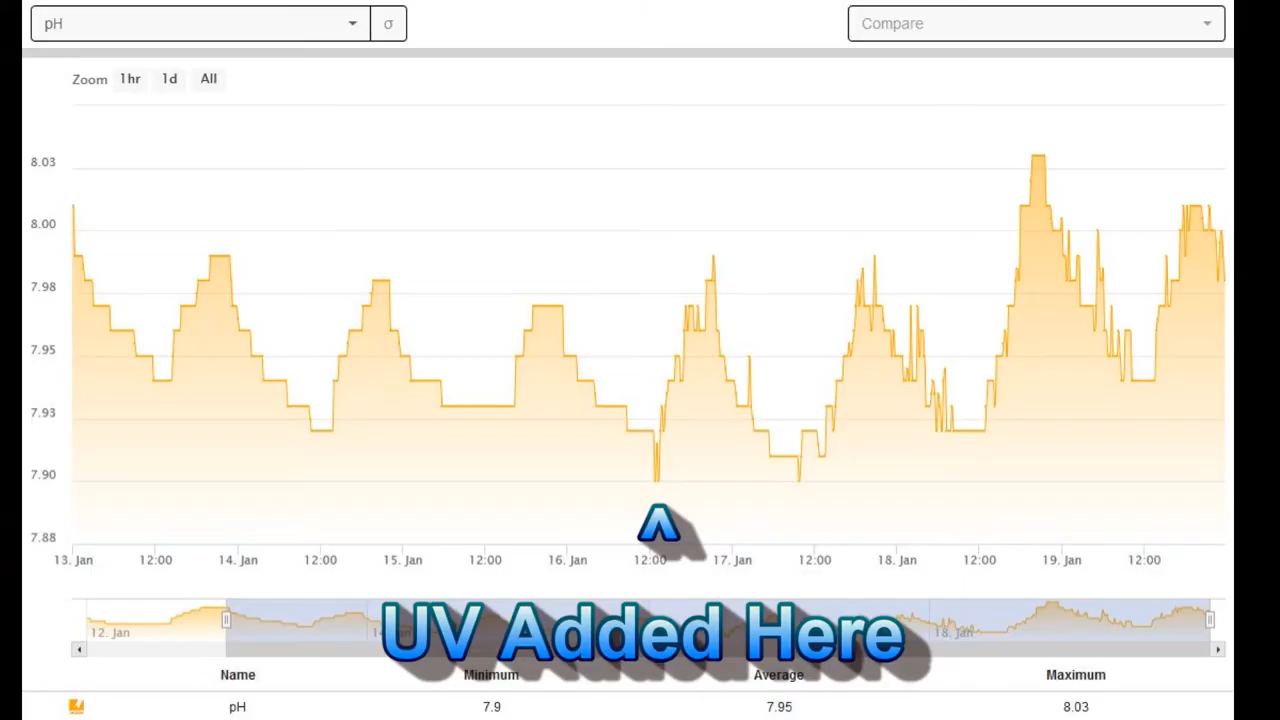 pH σ Compare
Zoom 1hr 1d All
8.03
8.00
7.98
7.95
7.93
7.90
7.88
^
13. Jan 12:00 14. Jan 12:00 15. Jan 12:00 16. Jan 12:00 17. Jan 12:00 18. Jan 12:00 19. Jan 12:00
UV Added Here
12. Jan 18. Jan
Name Minimum Average Maximum
pH 7.9 7.95 8.03